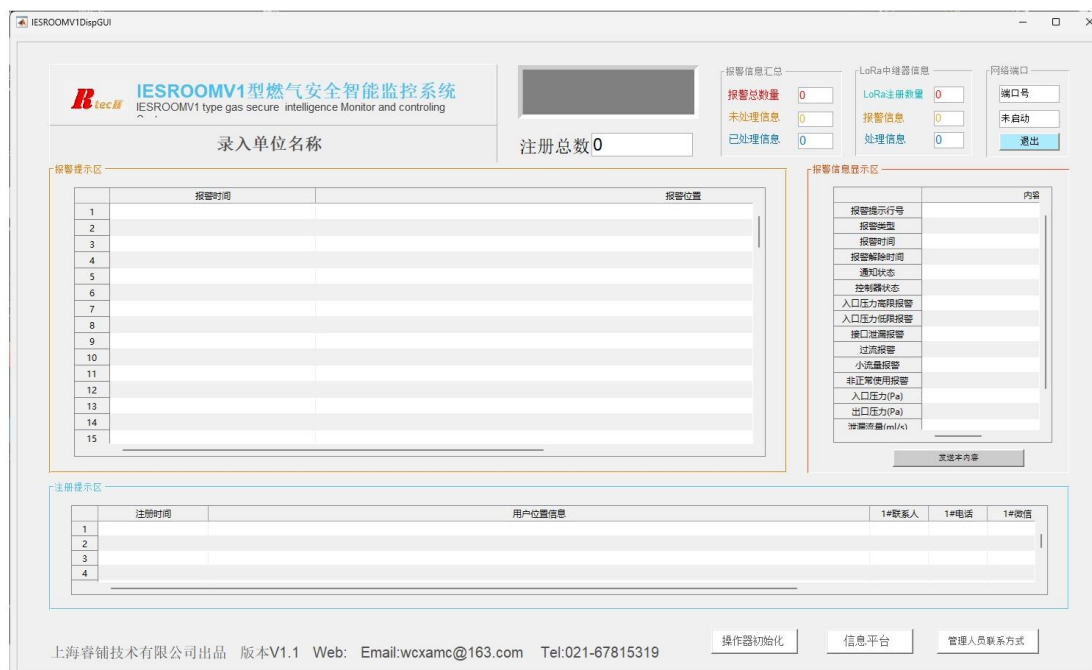 IESROOMV1DispGUI
Rtec
IESROOMV1型燃气安全智能监控系统
IESROOMV1 type gas secure intelligence Monitor and controling
录入单位名称
注册总数 0
报警信息汇总
报警总数量 0
未处理信息 0
已处理信息 0
LoRa中继器信息
LoRa注册数量 0
报警信息 0
处理信息 0
网络端口
端口号
未启动
退出
报警提示区
报警时间 报警位置
1
2
3
4
5
6
7
8
9
10
11
12
13
14
15
报警信息显示区
内容
报警提示行号
报警类型
报警时间
报警解除时间
通知状态
控制器状态
入口压力高限报警
入口压力低限报警
接口泄漏报警
过流报警
小流量报警
非正常使用报警
入口压力(Pa)
出口压力(Pa)
泄漏流量(ml/s)
发送本内容
注册提示区
注册时间 用户位置信息 1#联系人 1#电话 1#微信
1
2
3
4
操作器初始化 信息平台 管理人员联系方式
上海睿铺技术有限公司出品 版本V1.1 Web: Email:wcxamc@163.com Tel:021-67815319